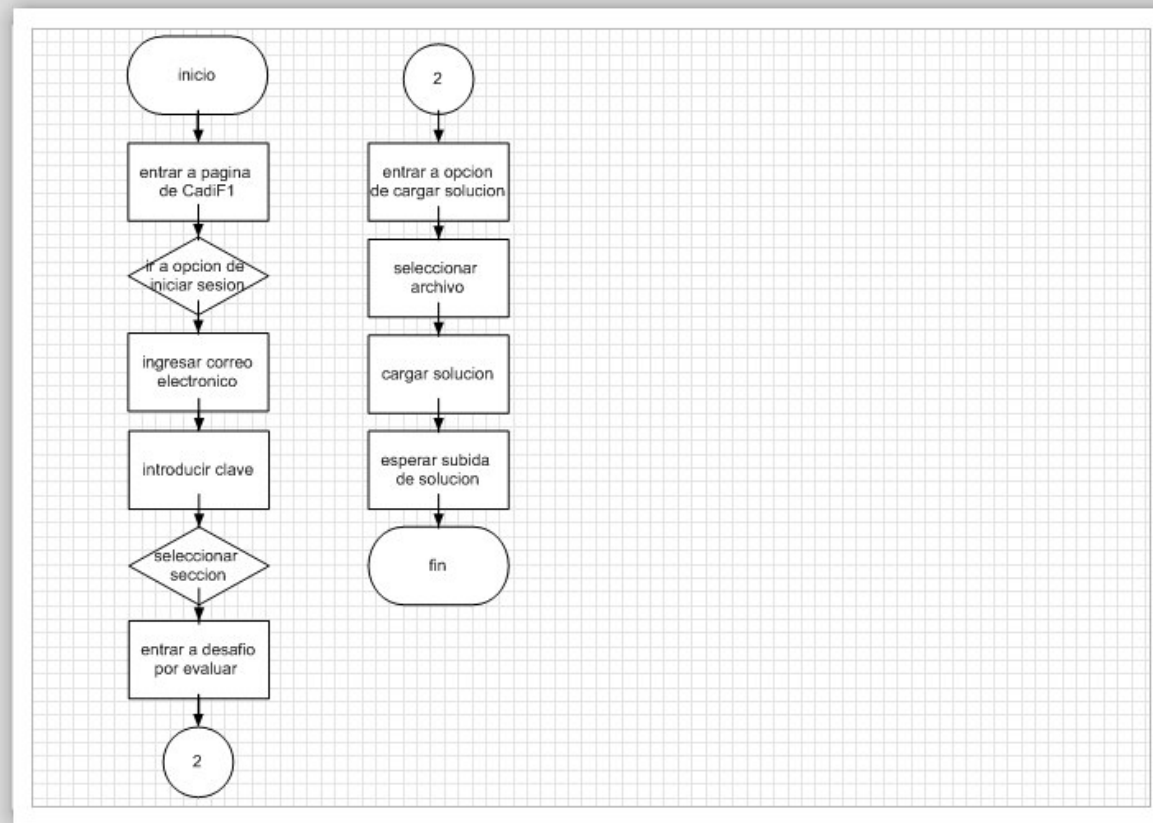 inicio
entrar a pagina
de CadiF1
ir a opcion de
iniciar sesion
ingresar correo
electronico
introducir clave
seleccionar
seccion
entrar a desafio
por evaluar
2
2
entrar a opcion
de cargar solucion
seleccionar
archivo
cargar solucion
esperar subida
de solucion
fin